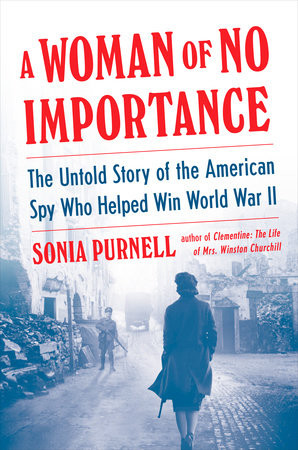 A WOMAN OF NO
IMPORTANCE
The Untold Story of the American
Spy Who Helped Win World War II
SONIA PURNELL author of Clementine: The Life
of Mrs. Winston Churchill